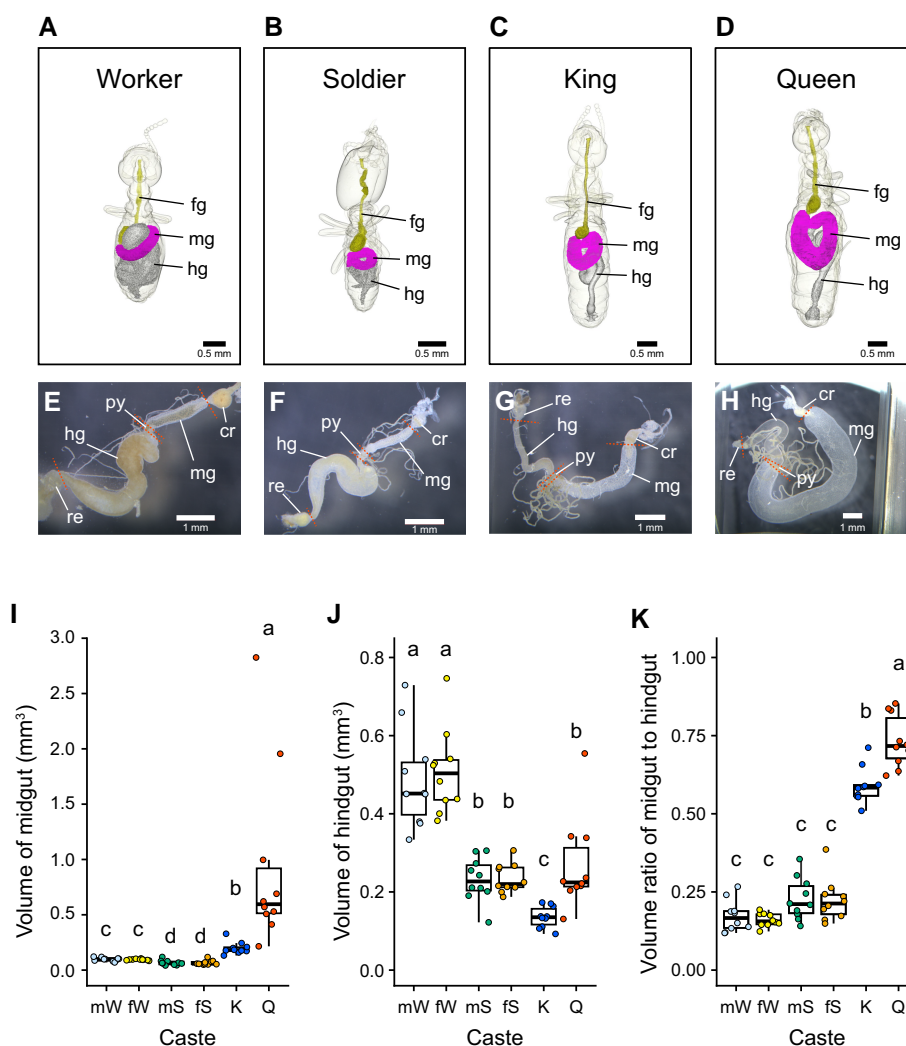 A B C D
Worker Soldier King Queen
fg mg hg
fg mg hg
fg mg hg
fg mg hg
0.5 mm 0.5 mm 0.5 mm 0.5 mm
E py hg cr mg re 1 mm
F py hg cr mg re 1 mm
G re hg cr py mg 1 mm
H hg cr mg re py 1 mm
I
Volume of midgut (mm³)
3.0
2.5
2.0
1.5
1.0
0.5
0.0
c c d d b a
mW fW mS fS K Q
Caste
J
Volume of hindgut (mm³)
0.8
0.6
0.4
0.2
0.0
a a b b c b
mW fW mS fS K Q
Caste
K
Volume ratio of midgut to hindgut
1.00
0.75
0.50
0.25
0.00
c c c c b a
mW fW mS fS K Q
Caste